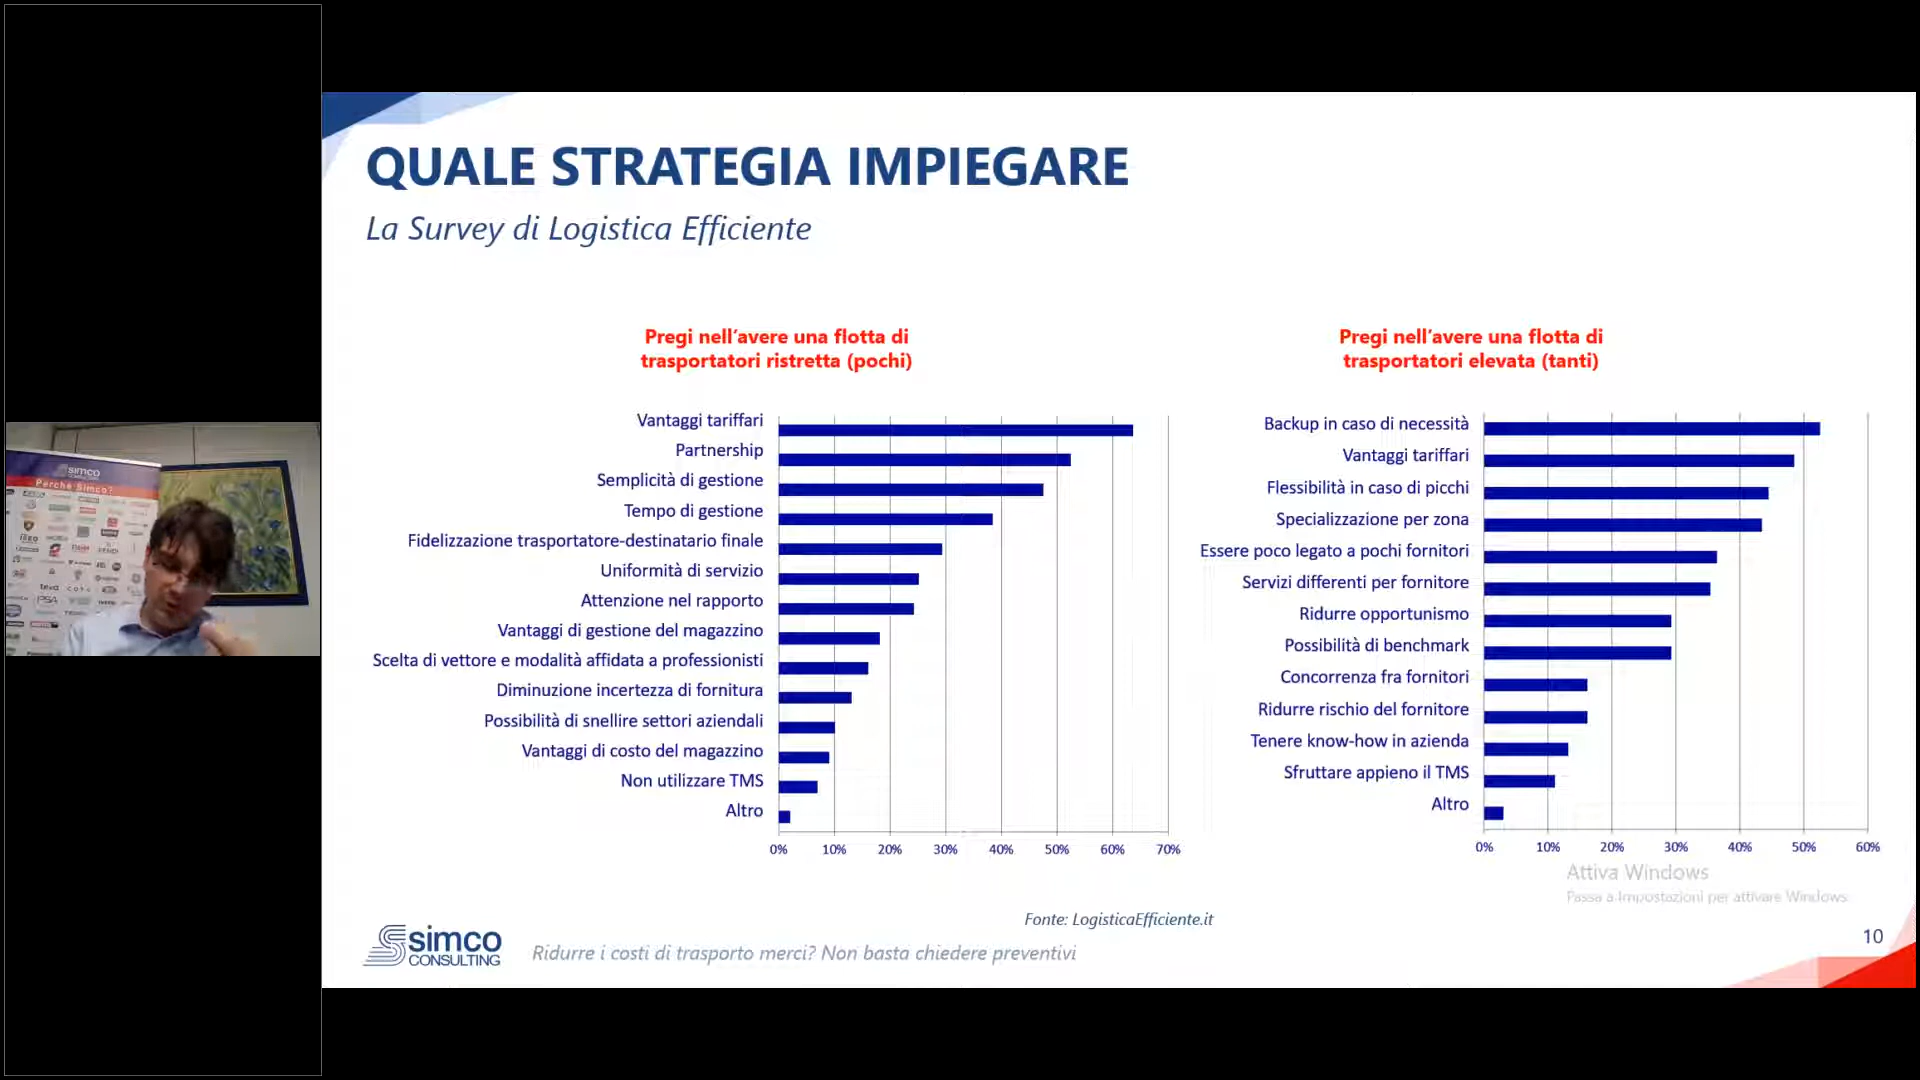 QUALE STRATEGIA IMPIEGARE
La Survey di Logistica Efficiente
Pregi nell'avere una flotta di
trasportatori ristretta (pochi)
Vantaggi tariffari
Partnership
Semplicità di gestione
Tempo di gestione
Fidelizzazione trasportatore-destinatario finale
Uniformità di servizio
Attenzione nel rapporto
Vantaggi di gestione del magazzino
Scelta di vettore e modalità affidata a professionisti
Diminuzione incertezza di fornitura
Possibilità di snellire settori aziendali
Vantaggi di costo del magazzino
Non utilizzare TMS
Altro
0% 10% 20% 30% 40% 50% 60% 70%
Pregi nell'avere una flotta di
trasportatori elevata (tanti)
Backup in caso di necessità
Vantaggi tariffari
Flessibilità in caso di picchi
Specializzazione per zona
Essere poco legato a pochi fornitori
Servizi differenti per fornitore
Ridurre opportunismo
Possibilità di benchmark
Concorrenza fra fornitori
Ridurre rischio del fornitore
Tenere know-how in azienda
Sfruttare appieno il TMS
Altro
0% 10% 20% 30% 40% 50% 60%
Attiva Windows
Passa a Impostazioni per attivare Windows.
Fonte: LogisticaEfficiente.it
simco
CONSULTING
Ridurre i costi di trasporto merci? Non basta chiedere preventivi
10
simco
Perché Simco?